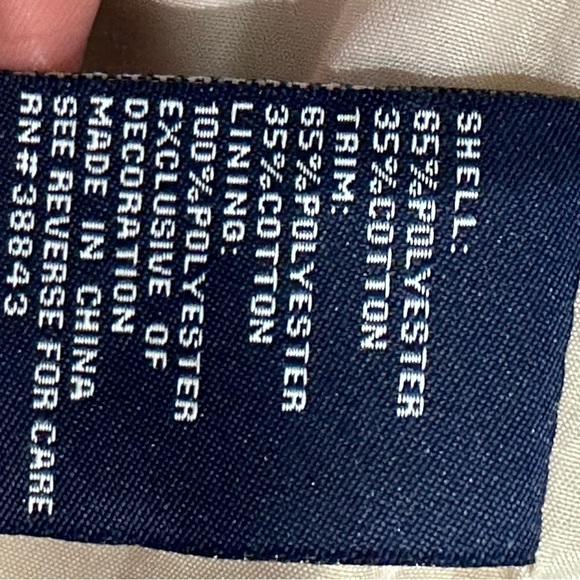 SHELL:
65%POLYESTER
35%COTTON
TRIM:
65%POLYESTER
35%COTTON
LINING:
100%POLYESTER
EXCLUSIVE OF
DECORATION
MADE IN CHINA
SEE REVERSE FOR CARE
RN#38843